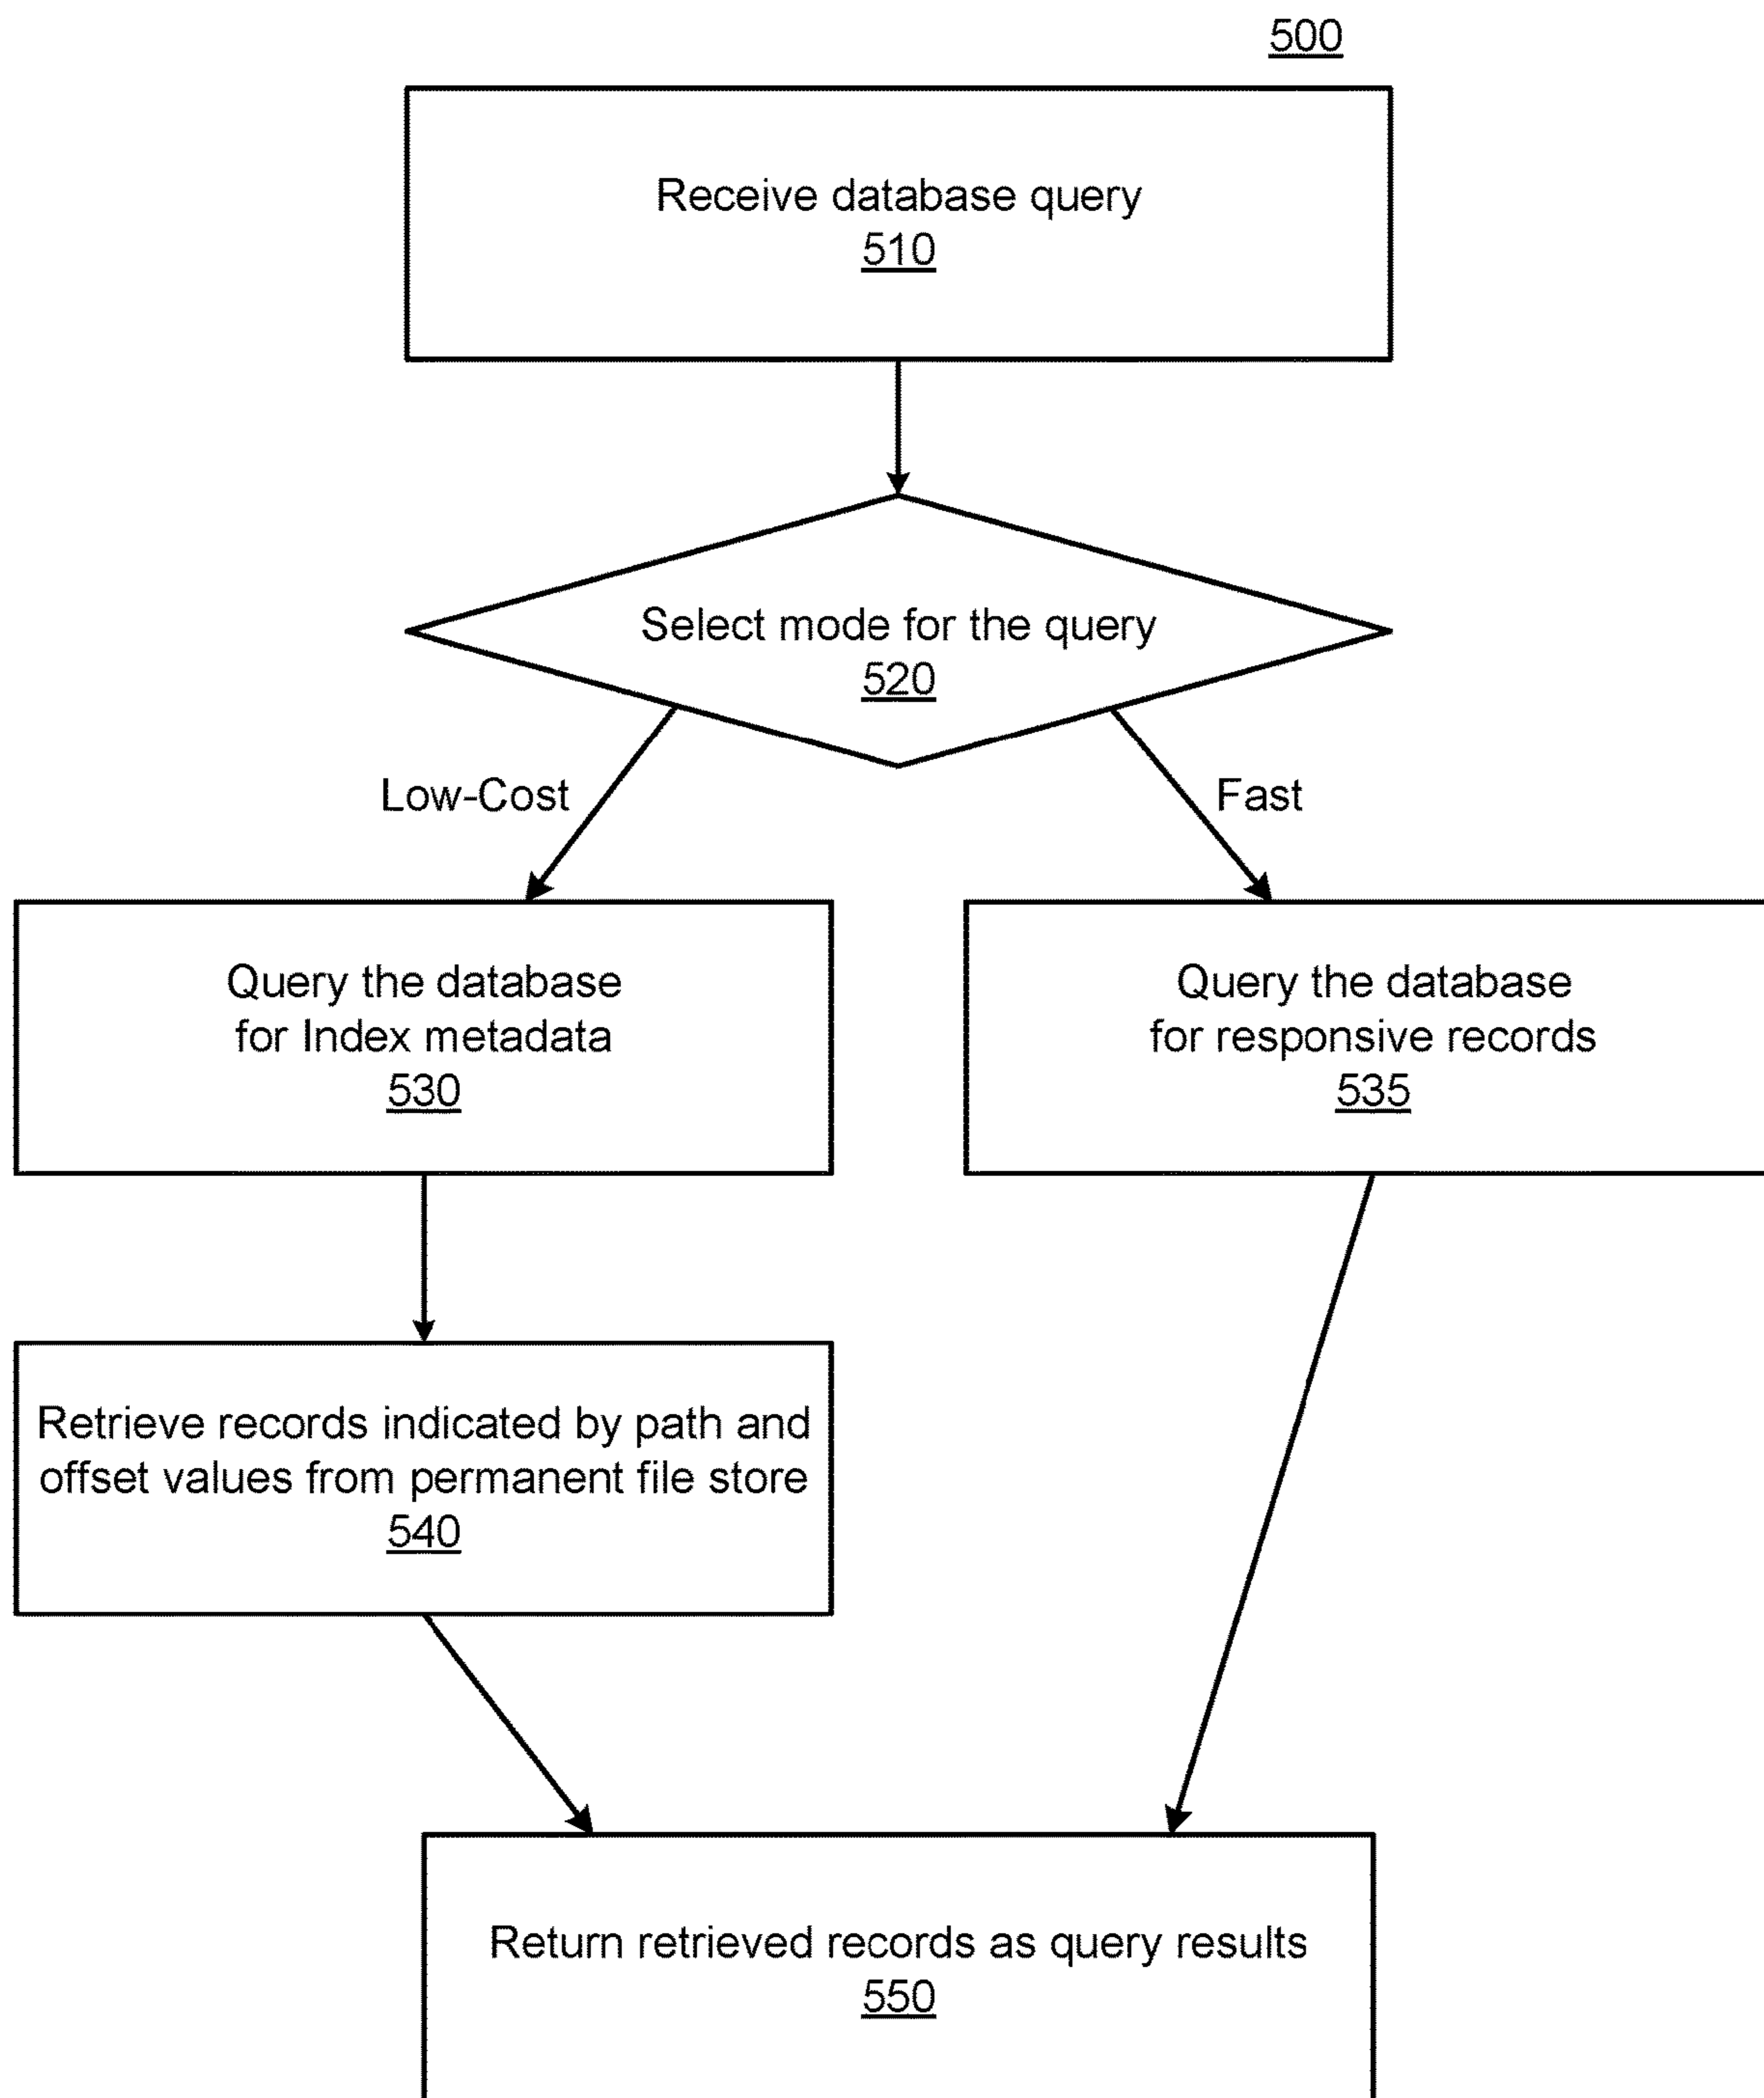 500
Receive database query
510
Select mode for the query
520
Low-Cost
Fast
Query the database
for Index metadata
530
Query the database
for responsive records
535
Retrieve records indicated by path and
offset values from permanent file store
540
Return retrieved records as query results
550